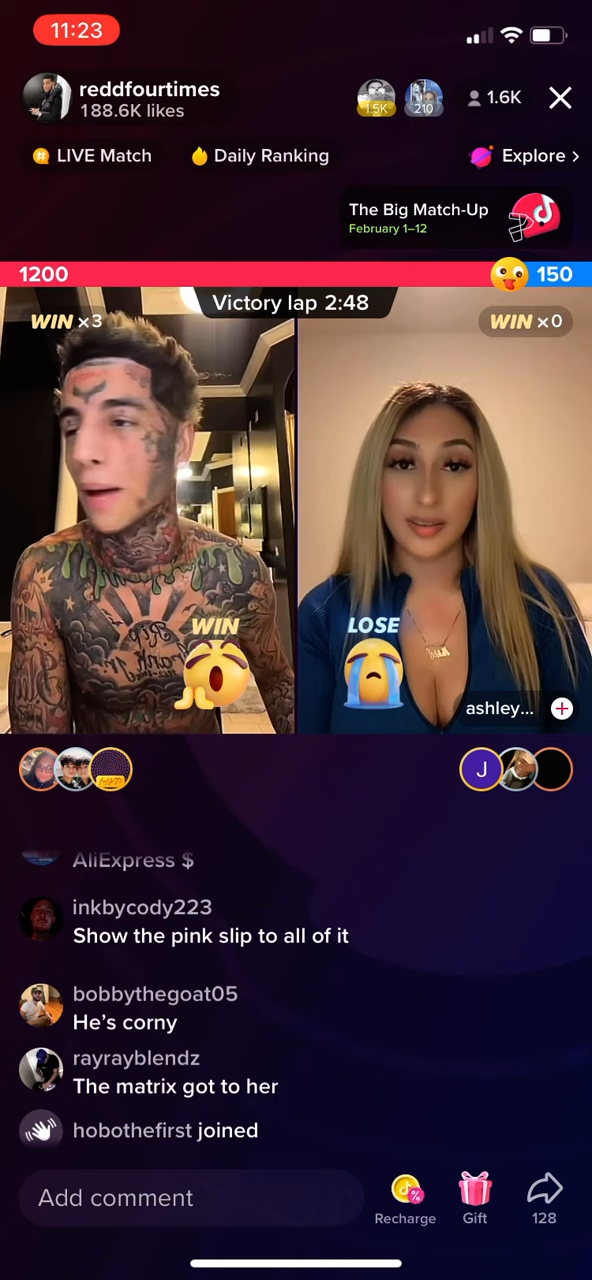 11:23
reddfourtimes
188.6K likes
1.5K
210
1.6K
LIVE Match
Daily Ranking
Explore >
The Big Match-Up
February 1–12
1200
150
Victory lap 2:48
WIN x3
WIN x0
WIN
LOSE
ashley...
J
AliExpress $
inkbycody223
Show the pink slip to all of it
bobbythegoat05
He's corny
rayrayblendz
The matrix got to her
hobothefirst joined
Add comment
Recharge
Gift
128